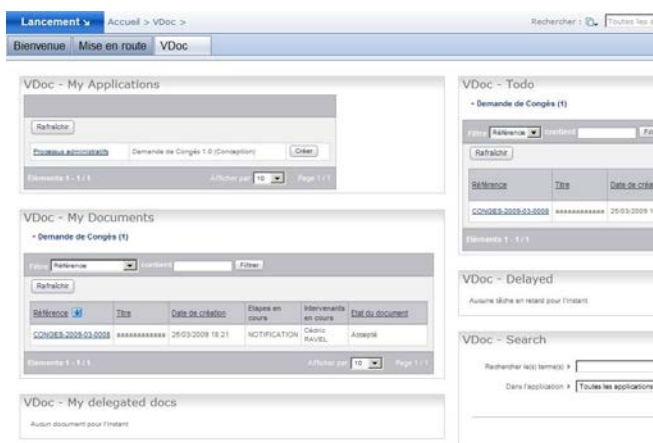 Lancement
Accueil > VDoc >
Rechercher :
Toutes les
Bienvenue
Mise en route
VDoc
VDoc - My Applications
Rafraîchir
Processus administratifs
Demande de Congés 1.0 (Conception)
Créer
Eléments 1 - 1 / 1
Afficher par 10
Page 1 / 1
VDoc - My Documents
Demande de Congés (1)
Filtre Référence contient
Filtrer
Rafraîchir
Référence
Titre
Date de création
Etapes en cours
Intervenants en cours
Etat du document
CONGES-2009-03-0008
aaaaaaaaaaaa
25/03/2009 18:21
NOTIFICATION
Cédric RAVEL
Accepté
Eléments 1 - 1 / 1
Afficher par 10
Page 1 / 1
VDoc - My delegated docs
Aucun document pour l'instant
VDoc - Todo
Demande de Congés (1)
Filtre Référence contient
Rafraîchir
Référence
Titre
Date de
CONGES-2009-03-0008
aaaaaaaaaaaa
25/03/2009
Eléments 1 - 1 / 1
VDoc - Delayed
Aucune tâche en retard pour l'instant
VDoc - Search
Rechercher le(s) terme(s)
Dans l'application
Toutes les applications